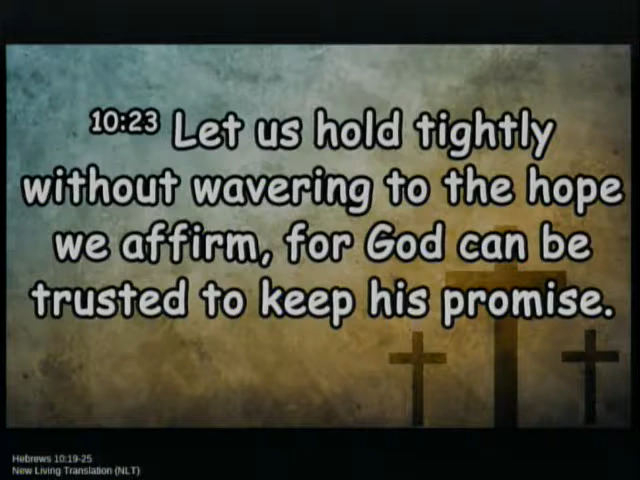 10:23 Let us hold tightly
without wavering to the hope
we affirm, for God can be
trusted to keep his promise.
Hebrews 10:19-25
New Living Translation (NLT)